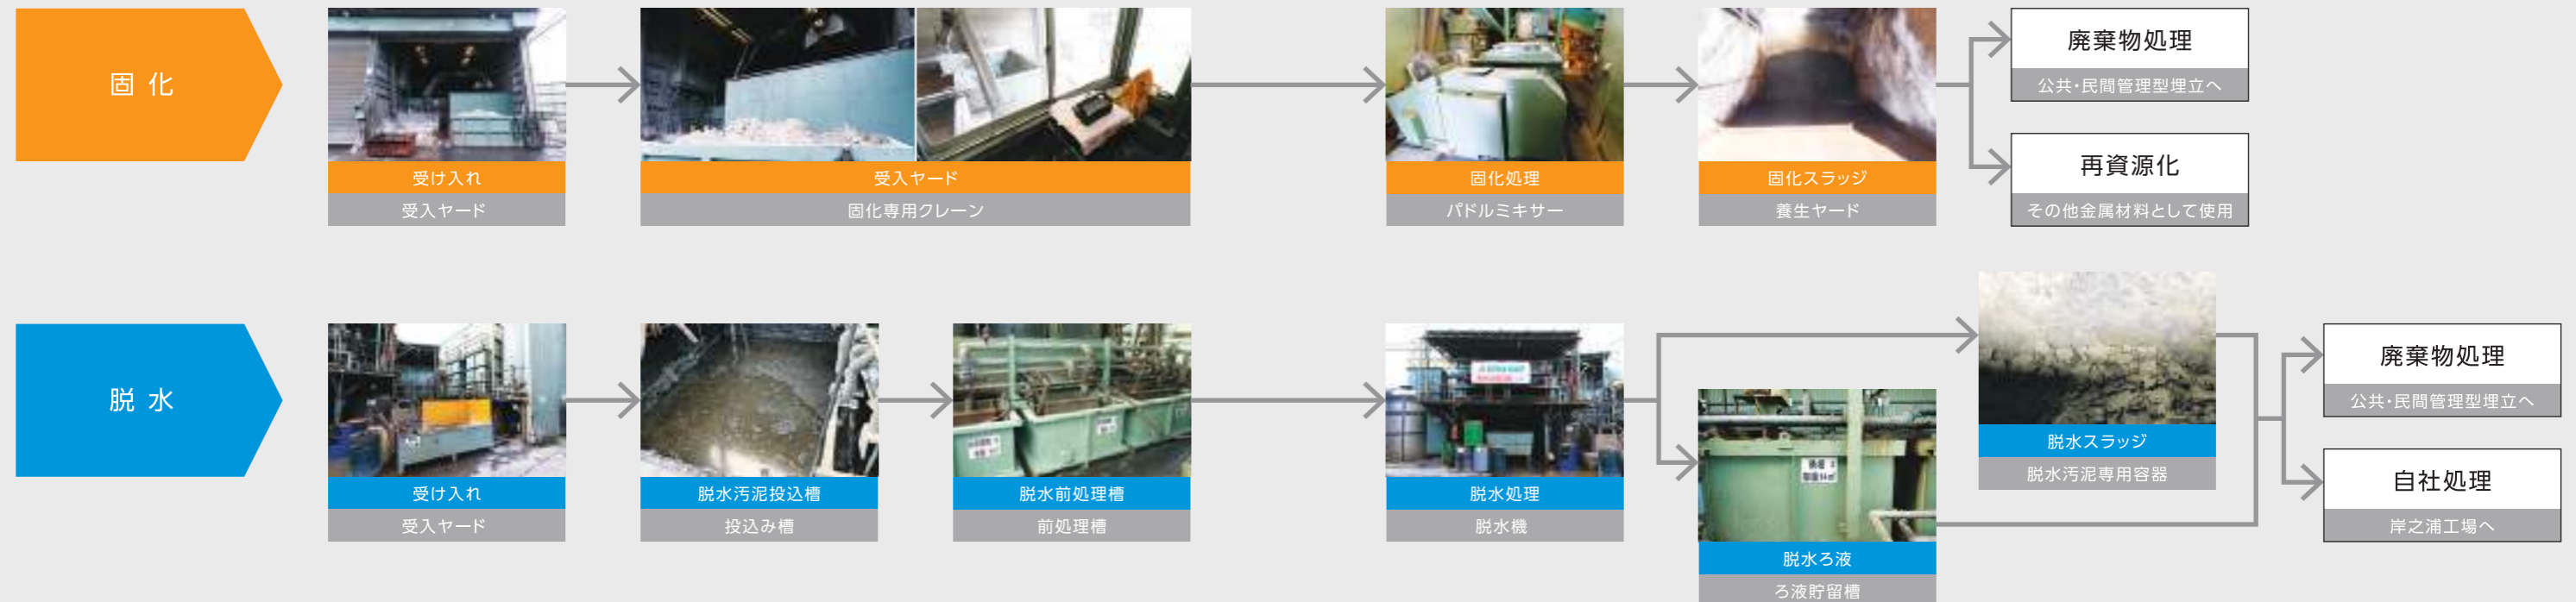 固化
受け入れ
受入ヤード
受入ヤード
固化専用クレーン
固化処理
パドルミキサー
固化スラッジ
養生ヤード
廃棄物処理
公共・民間管理型埋立へ
再資源化
その他金属材料として使用
脱水
受け入れ
受入ヤード
脱水汚泥投込槽
投込み槽
脱水前処理槽
前処理槽
脱水処理
脱水機
脱水スラッジ
脱水汚泥専用容器
脱水ろ液
ろ液貯留槽
廃棄物処理
公共・民間管理型埋立へ
自社処理
岸之浦工場へ